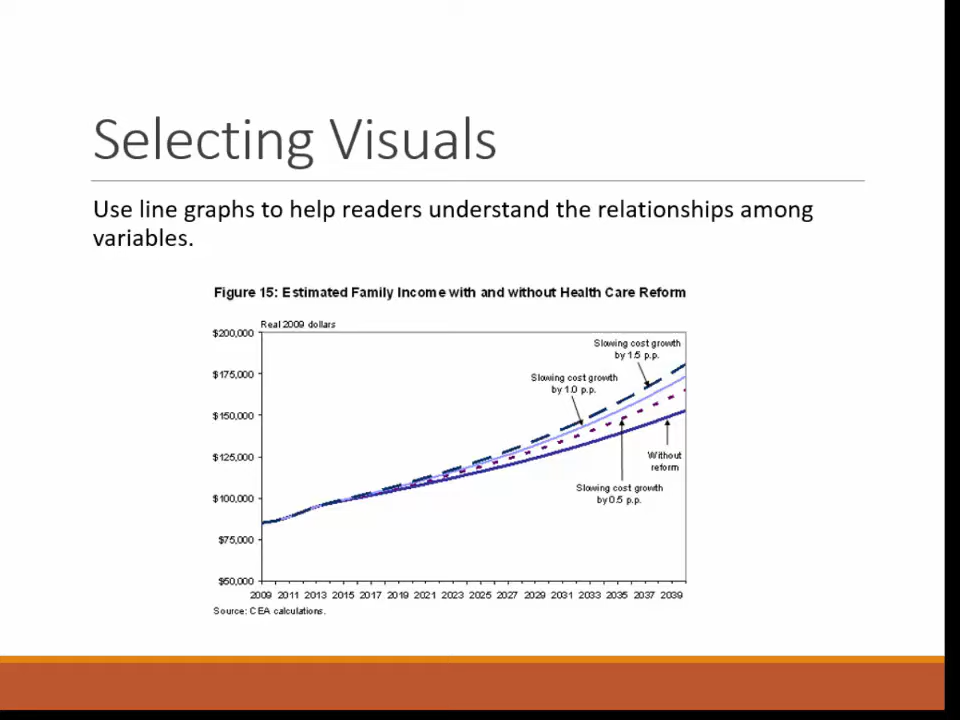 Selecting Visuals
Use line graphs to help readers understand the relationships among
variables.
Figure 15: Estimated Family Income with and without Health Care Reform
Real 2009 dollars
$200,000
$175,000
$150,000
$125,000
$100,000
$75,000
$50,000
Slowing cost growth
by 1.5 p.p.
Slowing cost growth
by 1.0 p.p.
Without
reform
Slowing cost growth
by 0.5 p.p.
2009 2011 2013 2015 2017 2019 2021 2023 2025 2027 2029 2031 2033 2035 2037 2039
Source: CEA calculations.